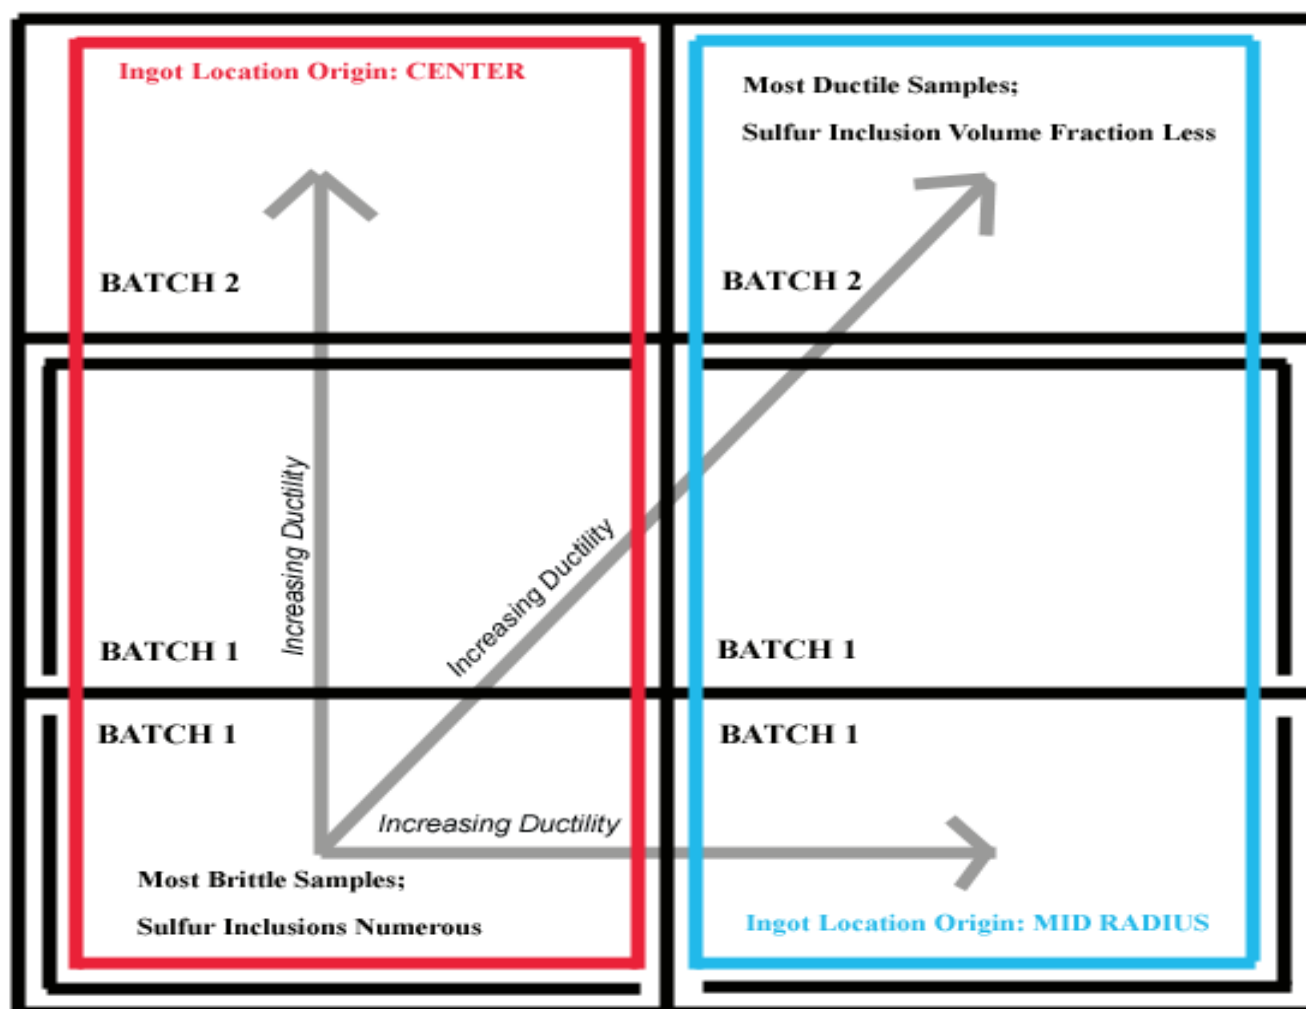 Ingot Location Origin: CENTER
Most Ductile Samples;
Sulfur Inclusion Volume Fraction Less
BATCH 2
BATCH 2
Increasing Ductility
Increasing Ductility
BATCH 1
BATCH 1
BATCH 1
BATCH 1
Increasing Ductility
Most Brittle Samples;
Sulfur Inclusions Numerous
Ingot Location Origin: MID RADIUS